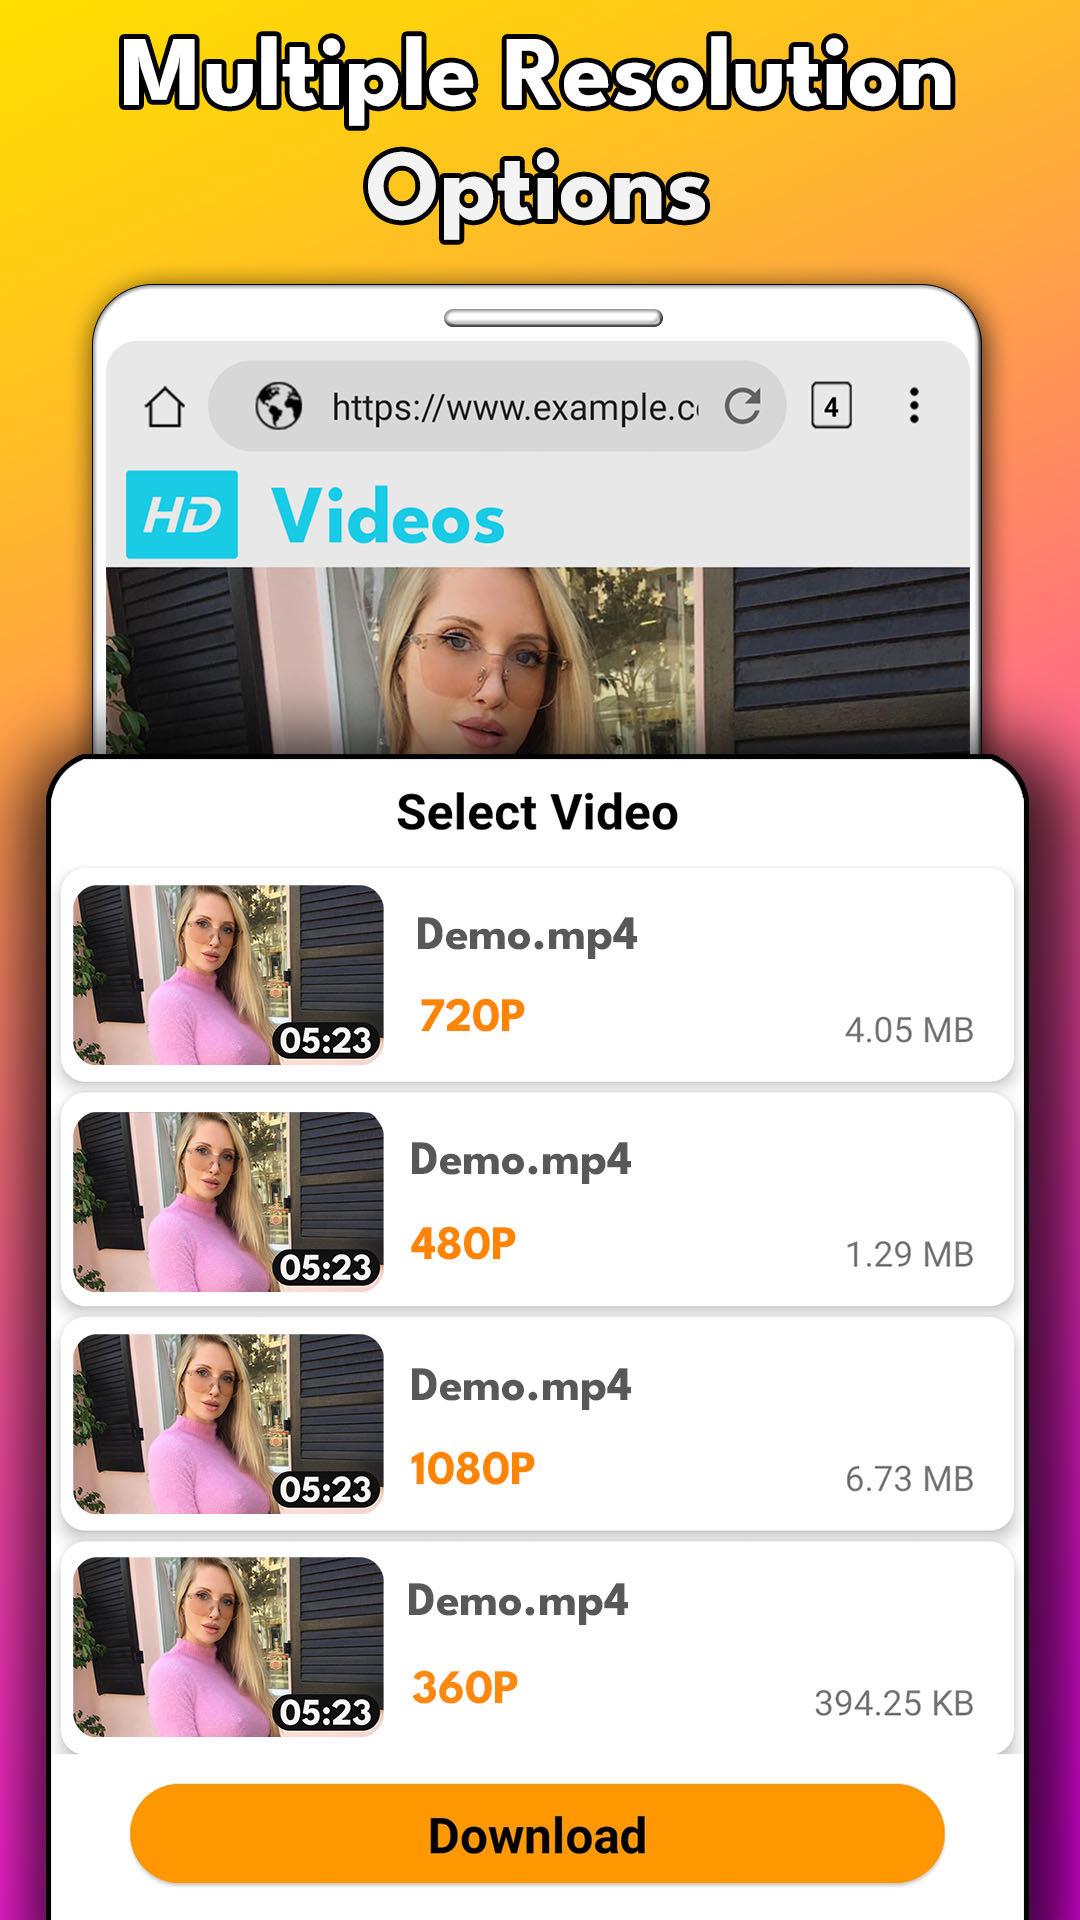 Multiple Resolution
Options
https://www.example.c
4
HD Videos
Select Video
Demo.mp4
720P
4.05 MB
05:23
Demo.mp4
480P
1.29 MB
05:23
Demo.mp4
1080P
6.73 MB
05:23
Demo.mp4
360P
394.25 KB
05:23
Download